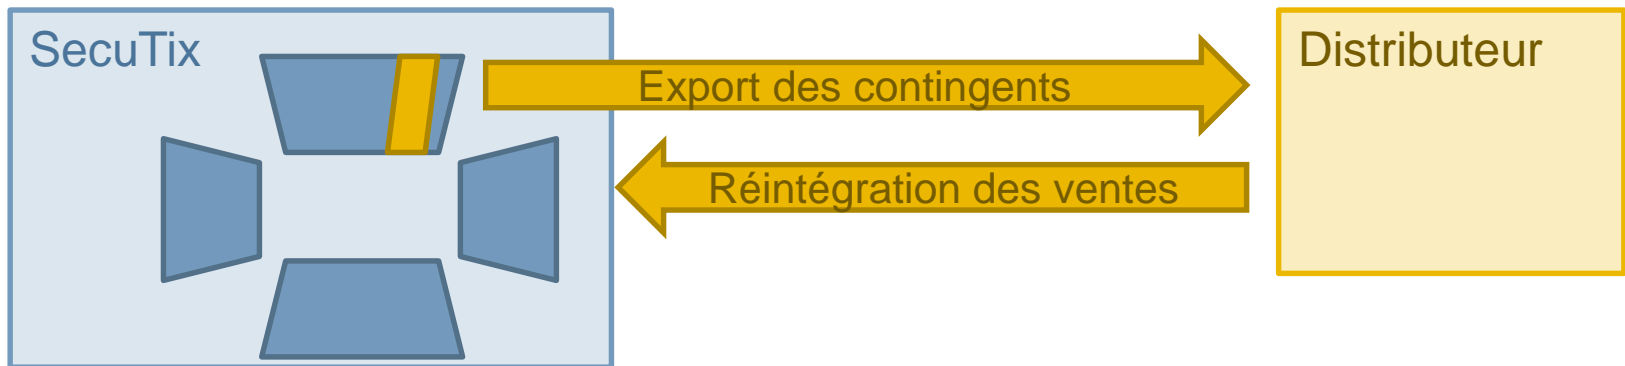 SecuTix
Distributeur
Export des contingents
Réintégration des ventes